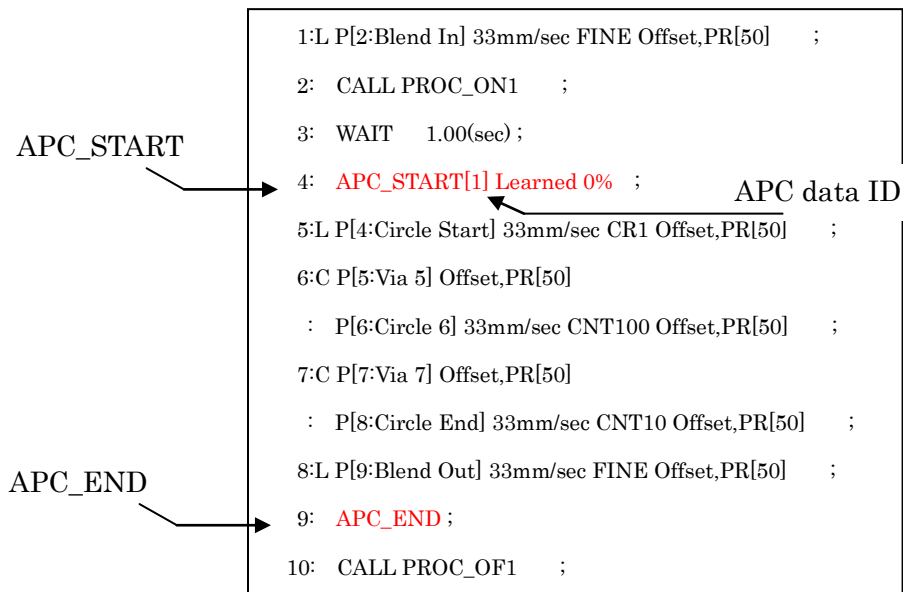 1:L P[2:Blend In] 33mm/sec FINE Offset,PR[50] ;
2: CALL PROC_ON1 ;
3: WAIT 1.00(sec) ;
APC_START
4: APC_START[1] Learned 0% ;
APC data ID
5:L P[4:Circle Start] 33mm/sec CR1 Offset,PR[50] ;
6:C P[5:Via 5] Offset,PR[50]
: P[6:Circle 6] 33mm/sec CNT100 Offset,PR[50] ;
7:C P[7:Via 7] Offset,PR[50]
: P[8:Circle End] 33mm/sec CNT10 Offset,PR[50] ;
8:L P[9:Blend Out] 33mm/sec FINE Offset,PR[50] ;
APC_END
9: APC_END ;
10: CALL PROC_OF1 ;